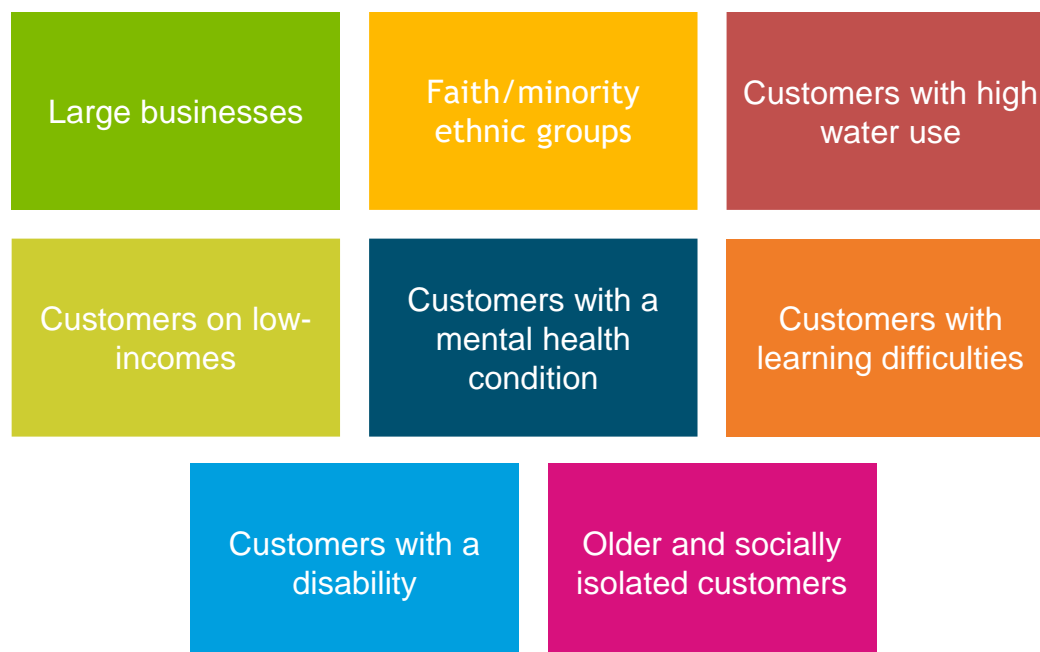 Large businesses
Faith/minority
ethnic groups
Customers with high
water use
Customers on low-
incomes
Customers with a
mental health
condition
Customers with
learning difficulties
Customers with a
disability
Older and socially
isolated customers